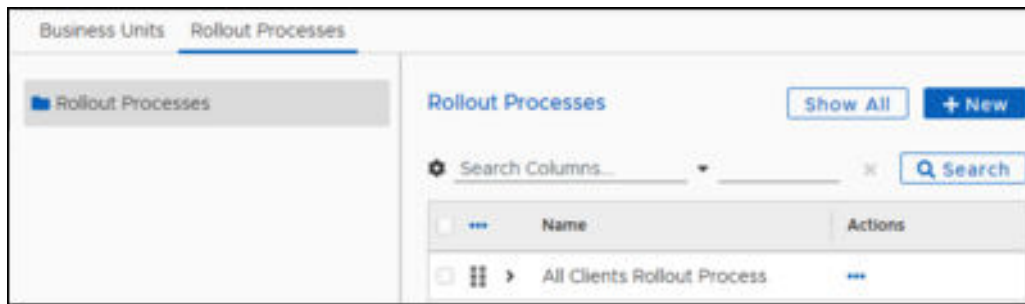 Business Units Rollout Processes
Rollout Processes
Rollout Processes Show All + New
Search Columns... Search
Name Actions
All Clients Rollout Process